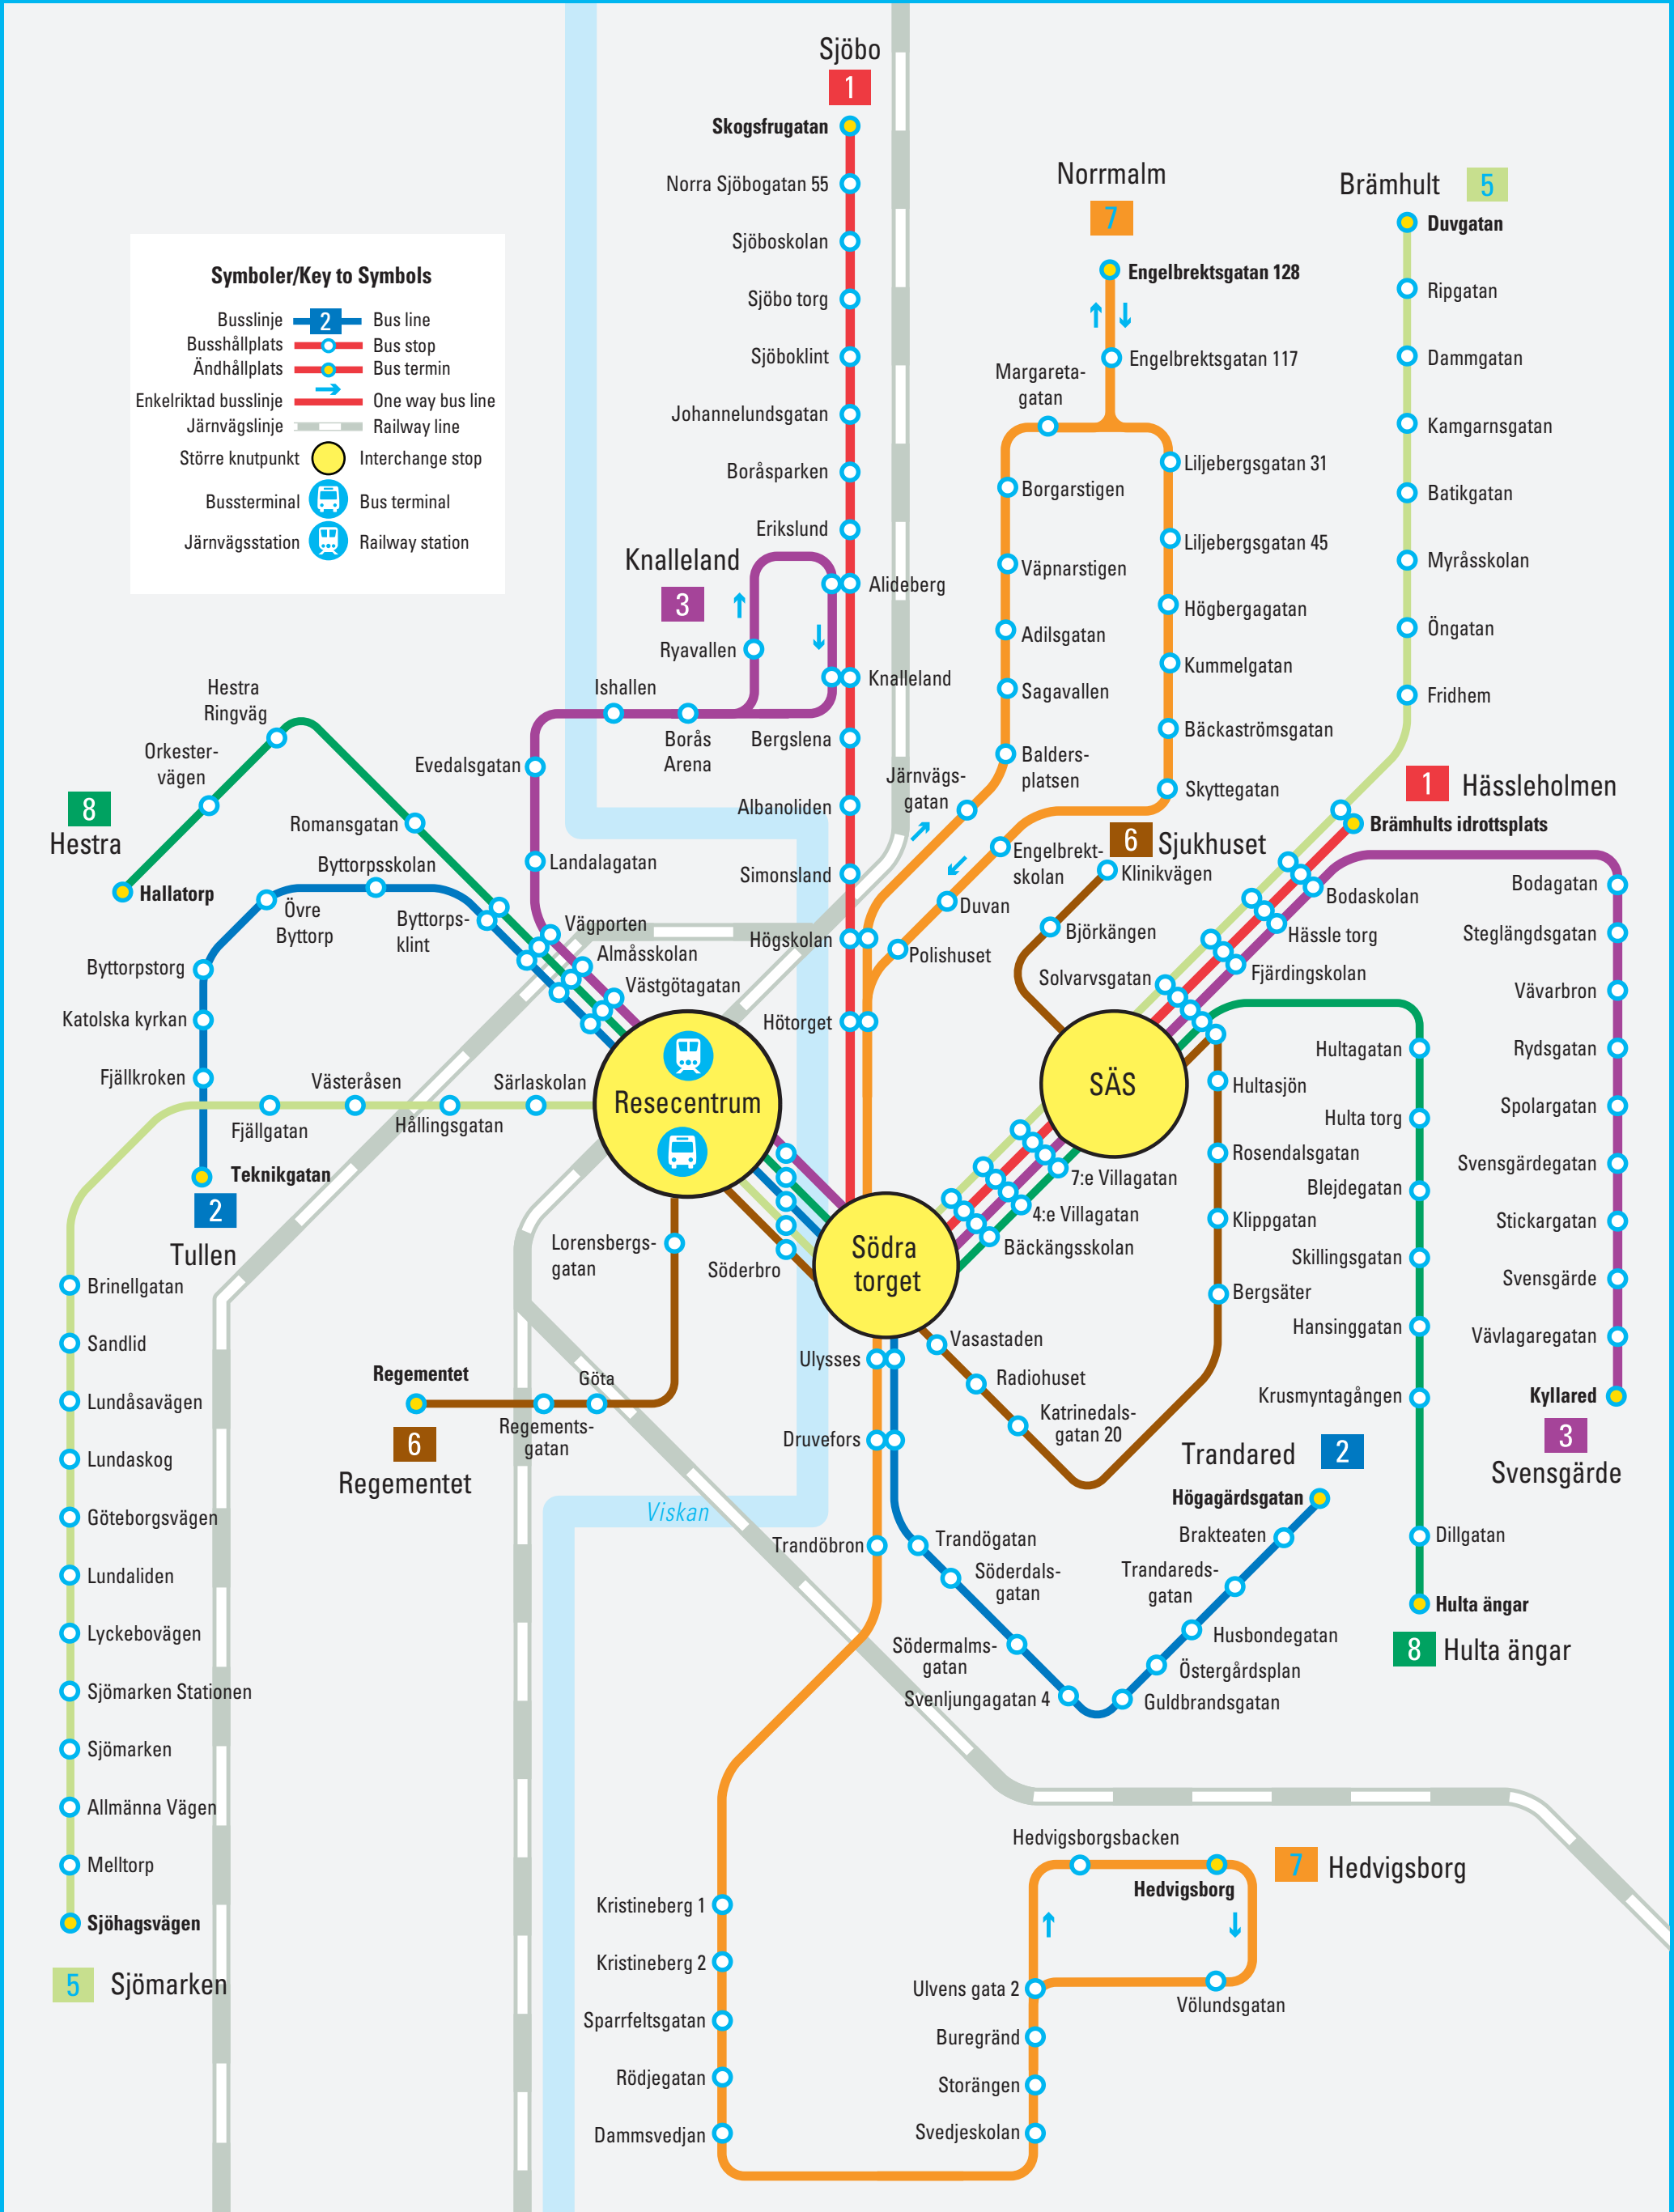 Sjöbo
1
Skogsfrugatan
Norra Sjöbogatan 55
Sjöboskolan
Sjöbo torg
Sjöboklint
Johannelundsgatan
Boråsparken
Erikslund
Alideberg
Knalleland
Bergslena
Albanoliden
Simonsland
Högskolan
Hötorget
Symboler/Key to Symbols
Busslinje 2 Bus line
Busshållplats Bus stop
Ändhållplats Bus termin
Enkelriktad busslinje One way bus line
Järnvägslinje Railway line
Större knutpunkt Interchange stop
Bussterminal Bus terminal
Järnvägsstation Railway station
Norrmalm
7
Engelbrektsgatan 128
Engelbrektsgatan 117
Margareta-
gatan
Borgarstigen
Väpnarstigen
Adilsgatan
Sagavallen
Balders-
platsen
Järnvägs-
gatan
Liljebergsgatan 31
Liljebergsgatan 45
Högbergagatan
Kummelgatan
Bäckaströmsgatan
Skyttegatan
Engelbrekt-
skolan
Duvan
Polishuset
Brämhult 5
Duvgatan
Ripgatan
Dammgatan
Kamgarnsgatan
Batikgatan
Myråsskolan
Öngatan
Fridhem
1 Hässleholmen
Brämhults idrottsplats
Bodaskolan
Hässle torg
Fjärdingskolan
Solvarvsgatan
6 Sjukhuset
Klinikvägen
Björkängen
Knalleland
3
Ryavallen
Ishallen
Borås
Arena
Evedalsgatan
Landalagatan
Vägporten
Almåsskolan
Västgötagatan
Hestra
Ringväg
Orkester-
vägen
8
Hestra
Hallatorp
Romansgatan
Byttorpsskolan
Övre
Byttorp
Byttorps-
klint
Byttorpstorg
Katolska kyrkan
Fjällkroken
Teknikgatan
2
Tullen
Fjällgatan
Västeråsen
Hållingsgatan
Särlaskolan
Resecentrum
SÄS
Södra
torget
Söderbro
7:e Villagatan
4:e Villagatan
Bäckängsskolan
Lorensbergs-
gatan
Göta
Regements-
gatan
Regementet
6
Regementet
Brinellgatan
Sandlid
Lundåsavägen
Lundaskog
Göteborgsvägen
Lundaliden
Lyckebovägen
Sjömarken Stationen
Sjömarken
Allmänna Vägen
Melltorp
Sjöhagsvägen
5 Sjömarken
Viskan
Vasastaden
Radiohuset
Katrinedals-
gatan 20
Hultasjön
Rosendalsgatan
Klippgatan
Bergsäter
Hultagatan
Hulta torg
Blejdegatan
Skillingsgatan
Hansinggatan
Krusmyntagången
Dillgatan
Hulta ängar
8 Hulta ängar
Bodagatan
Steglängdsgatan
Vävarbron
Rydsgatan
Spolargatan
Svensgärdegatan
Stickargatan
Svensgärde
Vävlagaregatan
Kyllared
3
Svensgärde
Ulysses
Druvefors
Trandöbron
Trandögatan
Söderdals-
gatan
Södermalms-
gatan
Svenljungagatan 4
Guldbrandsgatan
Östergårdsplan
Husbondegatan
Trandareds-
gatan
Brakteaten
Högagärdsgatan
Trandared 2
Kristineberg 1
Kristineberg 2
Sparrfeltsgatan
Rödjegatan
Dammsvedjan
Svedjeskolan
Storängen
Buregränd
Ulvens gata 2
Hedvigsborgsbacken
Hedvigsborg
Völundsgatan
7 Hedvigsborg